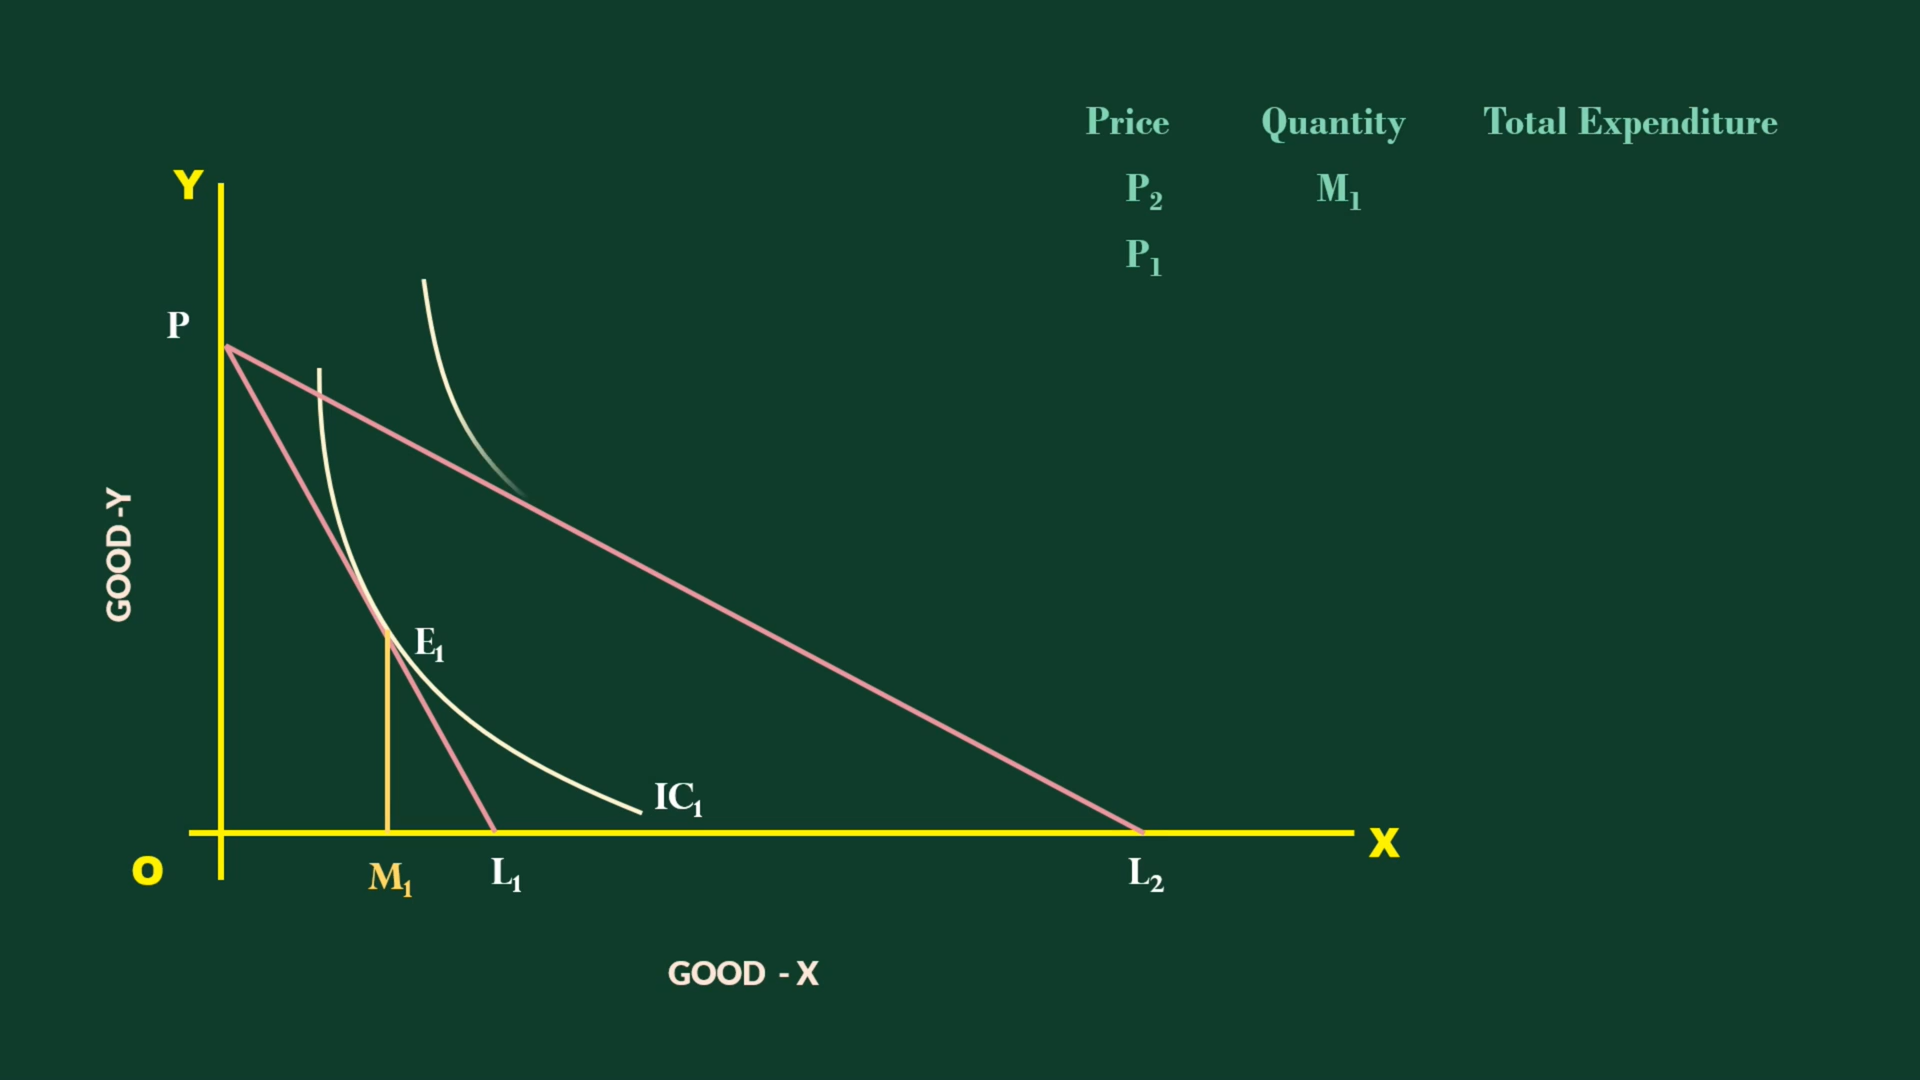 Price Quantity Total Expenditure
P2 M1
P1
Y
P
GOOD -Y
E1
IC1
X
O
M1 L1 L2
GOOD - X